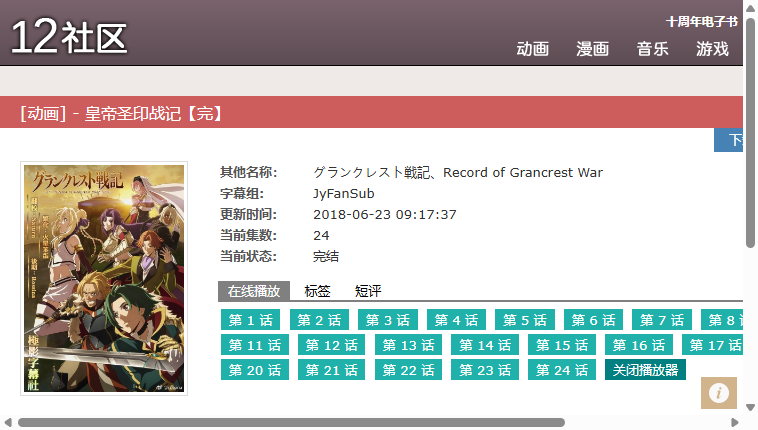 12社区
十周年电子书
动画 漫画 音乐 游戏
[动画] - 皇帝圣印战记【完】
下
グランクレスト戦記
極影字幕社
其他名称: グランクレスト戦記、Record of Grancrest War
字幕组: JyFanSub
更新时间: 2018-06-23 09:17:37
当前集数: 24
当前状态: 完结
在线播放 标签 短评
第 1 话 第 2 话 第 3 话 第 4 话 第 5 话 第 6 话 第 7 话 第 8
第 11 话 第 12 话 第 13 话 第 14 话 第 15 话 第 16 话 第 17 话
第 20 话 第 21 话 第 22 话 第 23 话 第 24 话 关闭播放器